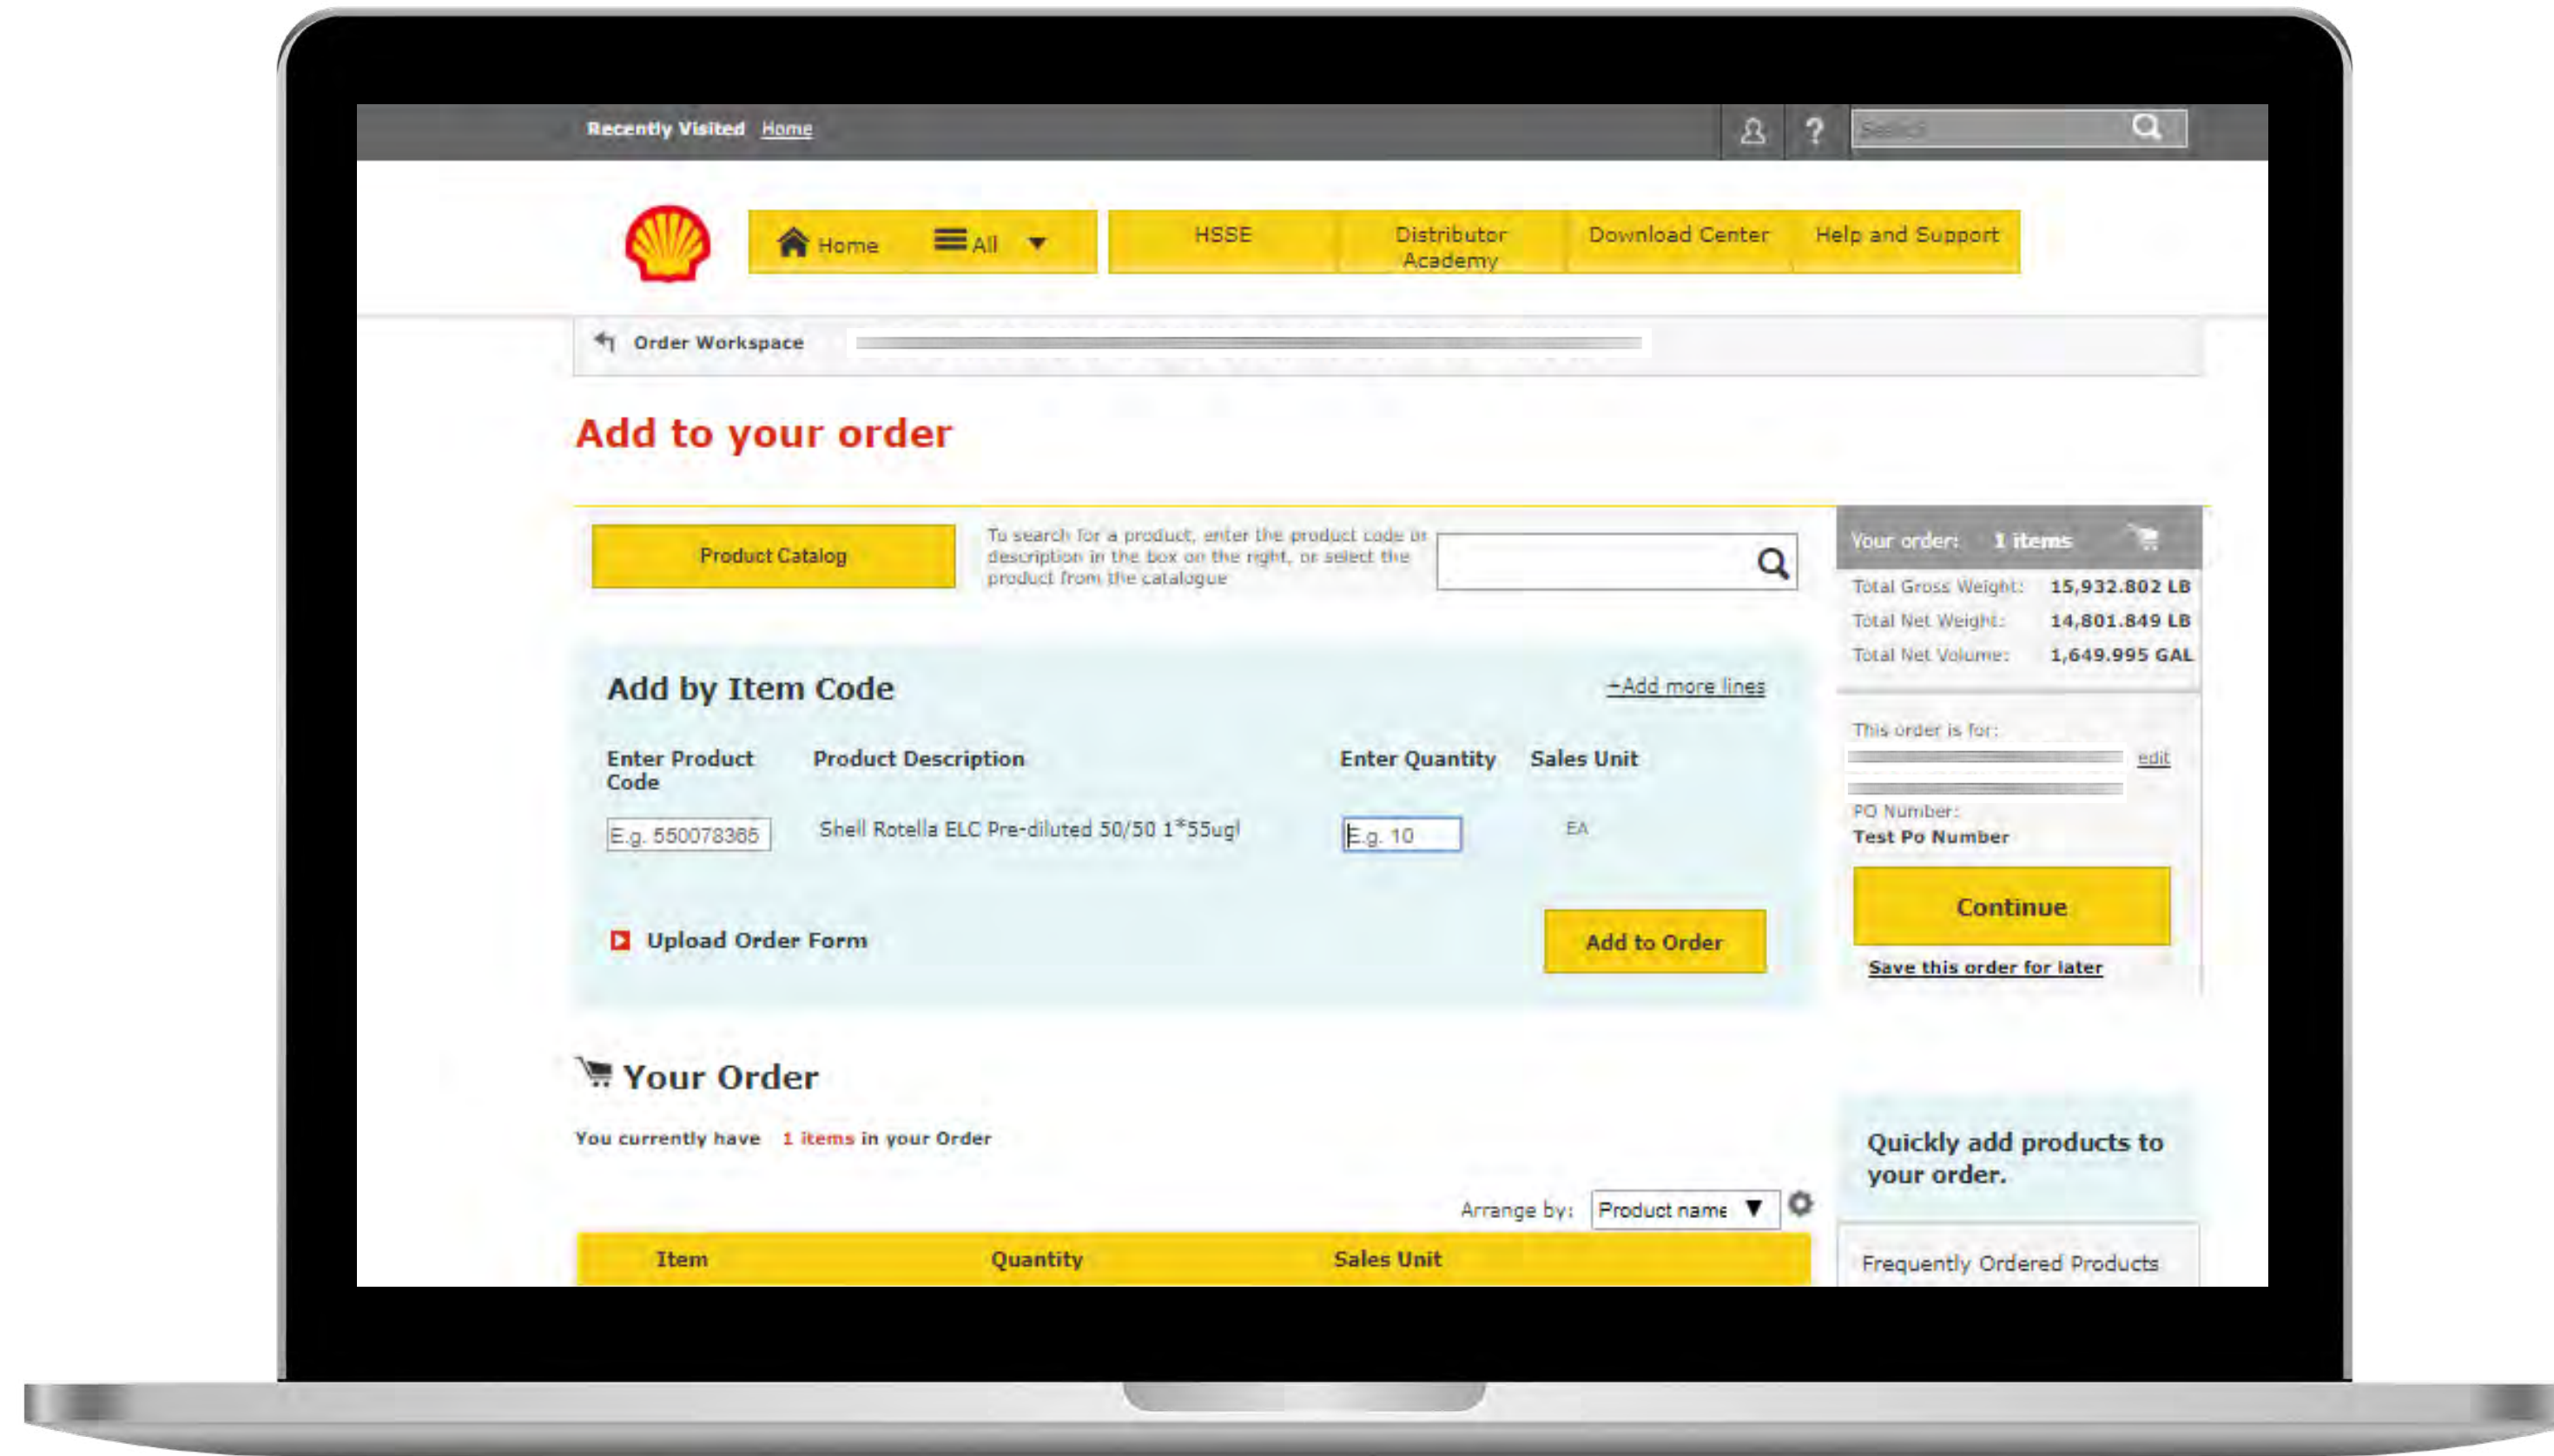 Recently Visited Home
?
Home
All
HSSE
Distributor
Academy
Download Center
Help and Support
Order Workspace
Add to your order
Product Catalog
To search for a product, enter the product code or
description in the box on the right, or select the
product from the catalogue
Your order: 1 items
Total Gross Weight: 15,932.802 LB
Total Net Weight: 14,801.849 LB
Total Net Volume: 1,649.995 GAL
Add by Item Code
+Add more lines
Enter Product
Code
Product Description
Enter Quantity
Sales Unit
E.g. 550078365
Shell Rotella ELC Pre-diluted 50/50 1*55ugl
E.g. 10
EA
Upload Order Form
Add to Order
This order is for:
edit
PO Number:
Test Po Number
Continue
Save this order for later
Your Order
You currently have 1 items in your Order
Arrange by: Product name
Item Quantity Sales Unit
Quickly add products to
your order.
Frequently Ordered Products